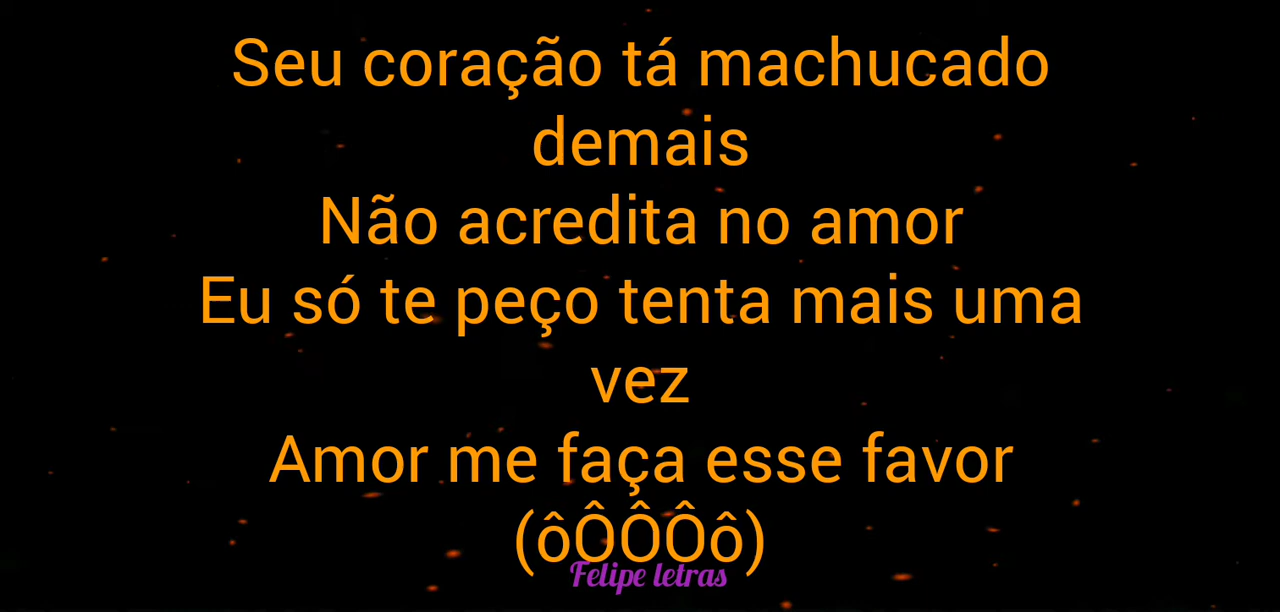 Seu coração tá machucado
demais
Não acredita no amor
Eu só te peço tenta mais uma
vez
Amor me faça esse favor
(ôÔÔÔô)
Felipe letras